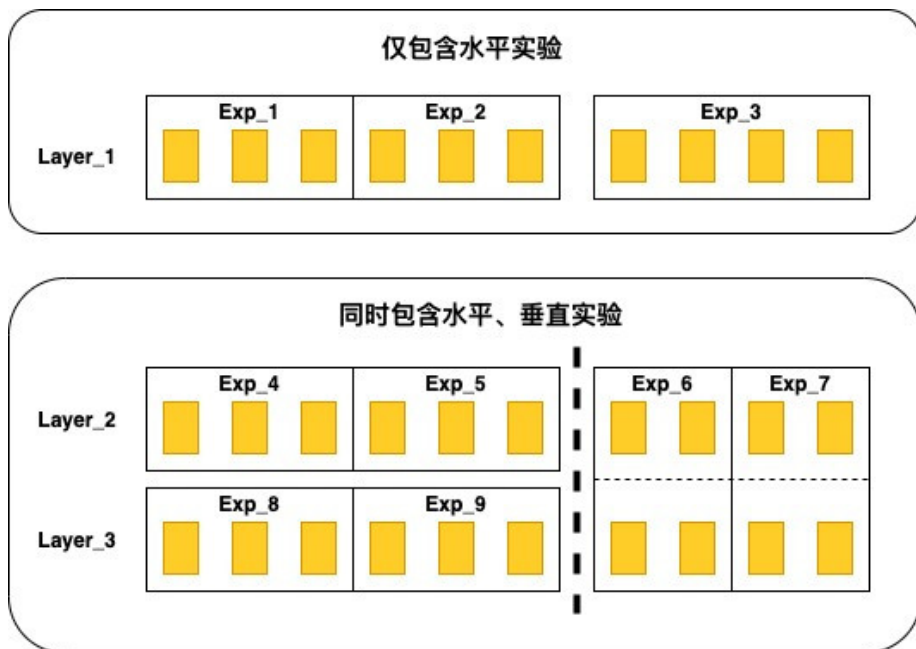 仅包含水平实验
Exp_1 Exp_2 Exp_3
Layer_1
同时包含水平、垂直实验
Exp_4 Exp_5 Exp_6 Exp_7
Layer_2
Exp_8 Exp_9
Layer_3